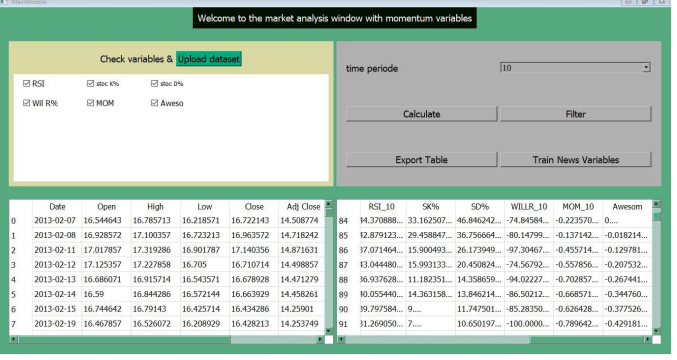 MainWindow
Welcome to the market analysis window with momentum variables
Check variables & Upload dataset
RSI stoc K% stoc D%
Wil R% MOM Aweso
time periode 10
Calculate Filter
Export Table Train News Variables
Date Open High Low Close Adj Close
0 2013-02-07 16.544643 16.785713 16.218571 16.722143 14.508774
1 2013-02-08 16.928572 17.100357 16.723213 16.963572 14.718242
2 2013-02-11 17.017857 17.319286 16.901787 17.140356 14.871631
3 2013-02-12 17.125357 17.227858 16.705 16.710714 14.498857
4 2013-02-13 16.686071 16.915714 16.543571 16.678928 14.471279
5 2013-02-14 16.59 16.844286 16.572144 16.663929 14.458261
6 2013-02-15 16.744642 16.79143 16.425714 16.434286 14.25901
7 2013-02-19 16.467857 16.526072 16.208929 16.428213 14.253749
RSI_10 SK% SD% WILLR_10 MOM_10 Awesom
84 44.370888... 33.162507... 46.846242... -74.84584... -0.223570... 0....
85 42.879123... 29.458847... 36.756664... -80.14799... -0.137142... -0.018214...
86 37.071464... 15.900493... 26.173949... -97.30467... -0.455714... -0.129781...
87 43.044480... 15.993133... 20.450824... -74.56792... -0.557856... -0.207532...
88 36.937628... 11.182351... 14.358659... -94.02227... -0.702857... -0.267441...
89 40.055440... 14.363158... 13.846214... -86.50212... -0.668571... -0.344760...
90 39.797584... 9.... 11.747501... -85.28350... -0.626428... -0.377526...
91 31.269050... 7.... 10.650197... -100.0000... -0.789642... -0.429181...